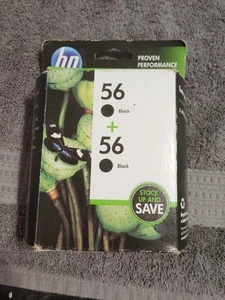 hp
PROVEN
PERFORMANCE
56
Black
+
56
Black
STOCK
UP AND
SAVE